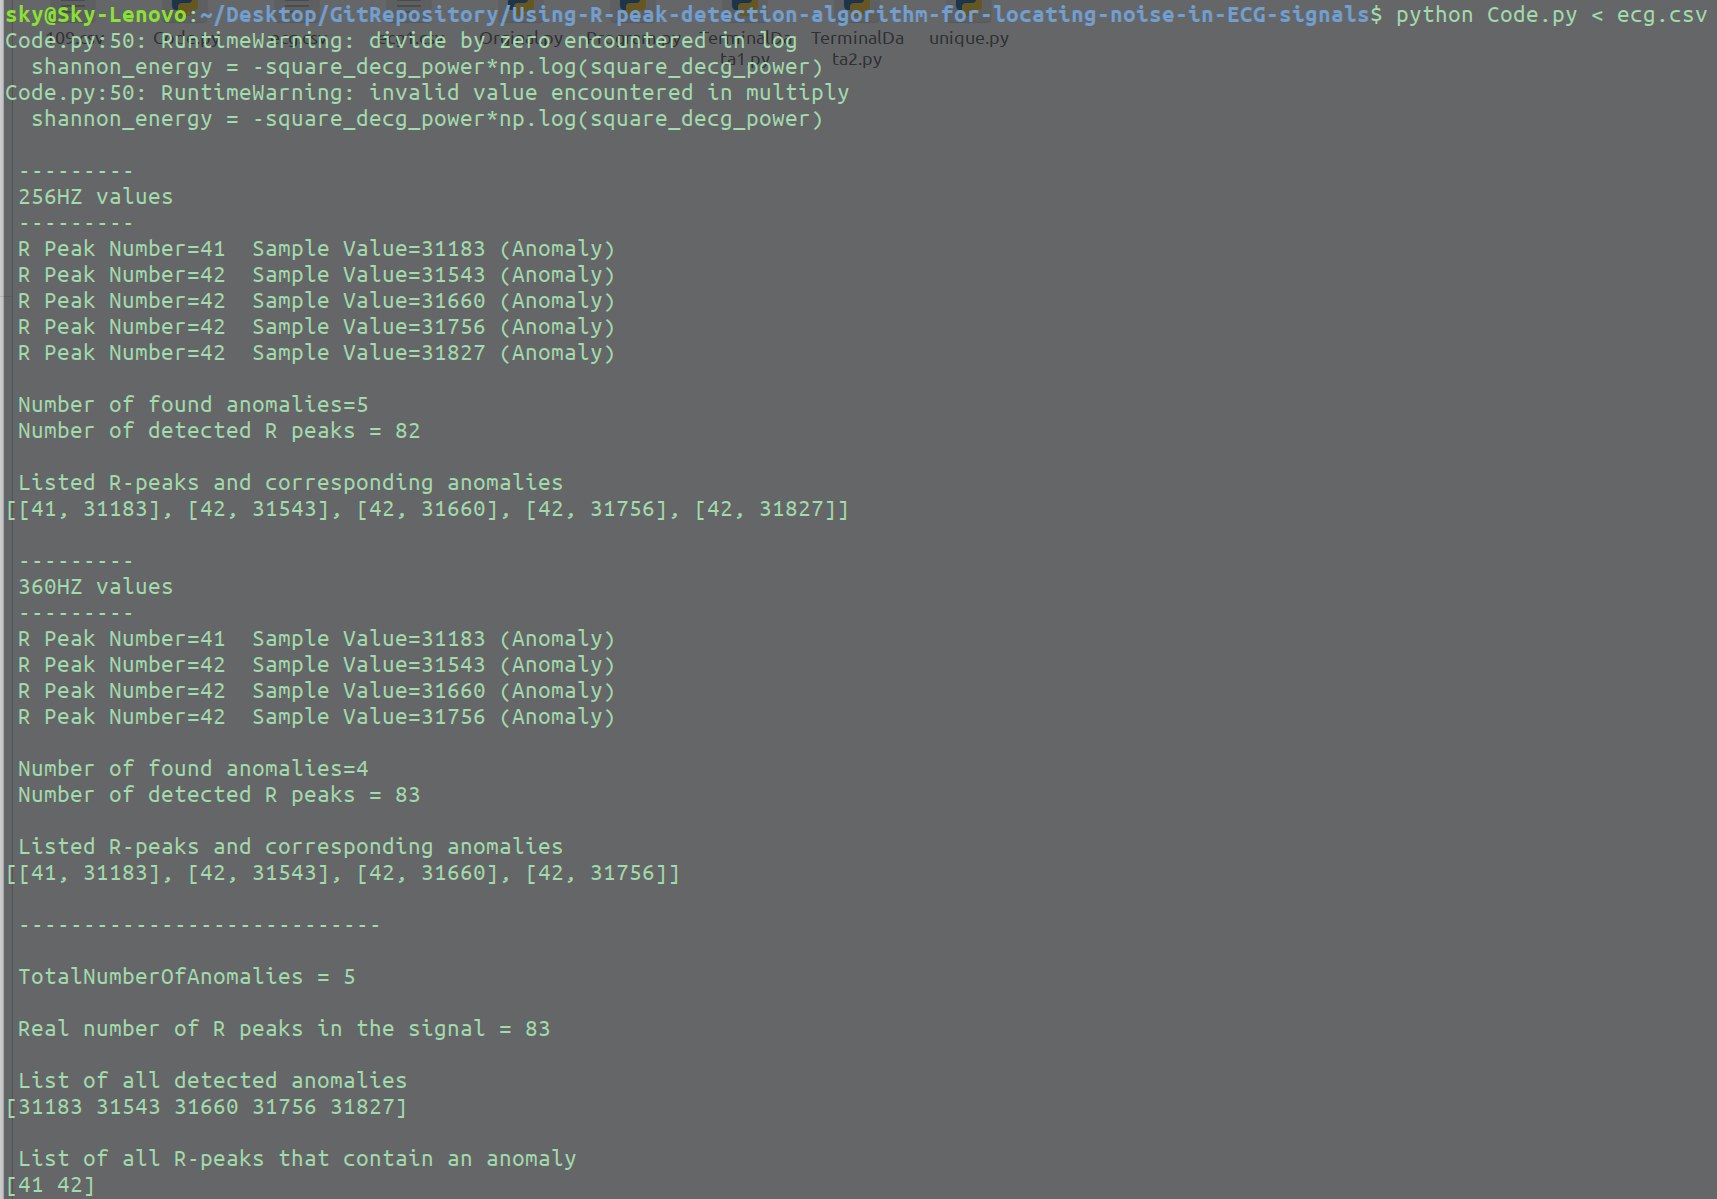 sky@Sky-Lenovo:~/Desktop/GitRepository/Using-R-peak-detection-algorithm-for-locating-noise-in-ECG-signals$ python Code.py < ecg.csv
TerminalDa unique.py
Code.py:50: RuntimeWarning: divide by zero encountered in log
ta2.py
shannon_energy = -square_decg_power*np.log(square_decg_power)
Code.py:50: RuntimeWarning: invalid value encountered in multiply
shannon_energy = -square_decg_power*np.log(square_decg_power)
---------
256HZ values
---------
R Peak Number=41  Sample Value=31183 (Anomaly)
R Peak Number=42  Sample Value=31543 (Anomaly)
R Peak Number=42  Sample Value=31660 (Anomaly)
R Peak Number=42  Sample Value=31756 (Anomaly)
R Peak Number=42  Sample Value=31827 (Anomaly)
Number of found anomalies=5
Number of detected R peaks = 82
Listed R-peaks and corresponding anomalies
[[41, 31183], [42, 31543], [42, 31660], [42, 31756], [42, 31827]]
---------
360HZ values
---------
R Peak Number=41  Sample Value=31183 (Anomaly)
R Peak Number=42  Sample Value=31543 (Anomaly)
R Peak Number=42  Sample Value=31660 (Anomaly)
R Peak Number=42  Sample Value=31756 (Anomaly)
Number of found anomalies=4
Number of detected R peaks = 83
Listed R-peaks and corresponding anomalies
[[41, 31183], [42, 31543], [42, 31660], [42, 31756]]
----------------------------
TotalNumberOfAnomalies = 5
Real number of R peaks in the signal = 83
List of all detected anomalies
[31183 31543 31660 31756 31827]
List of all R-peaks that contain an anomaly
[41 42]